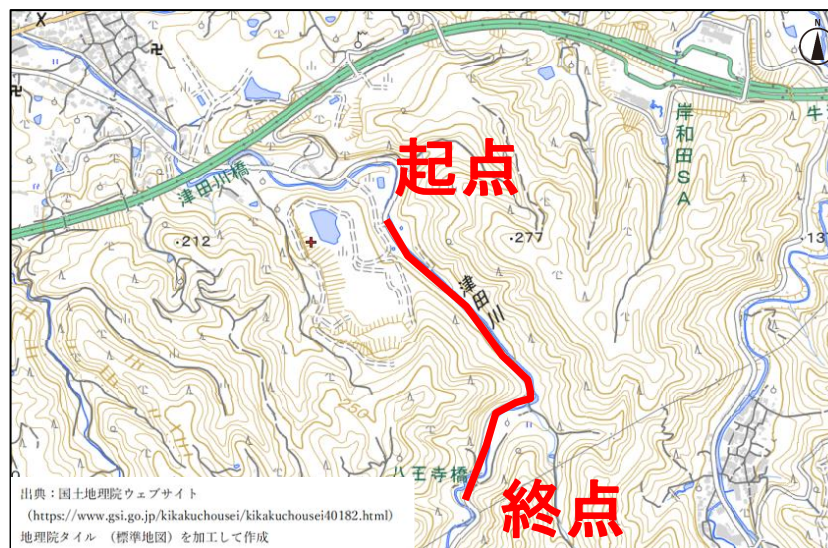 起点
岸和田SA
牛
津田川橋
212
277
137
津田川
250
八王寺橋
終点
出典：国土地理院ウェブサイト
（https://www.gsi.go.jp/kikakuchousei/kikakuchousei40182.html）
地理院タイル （標準地図）を加工して作成